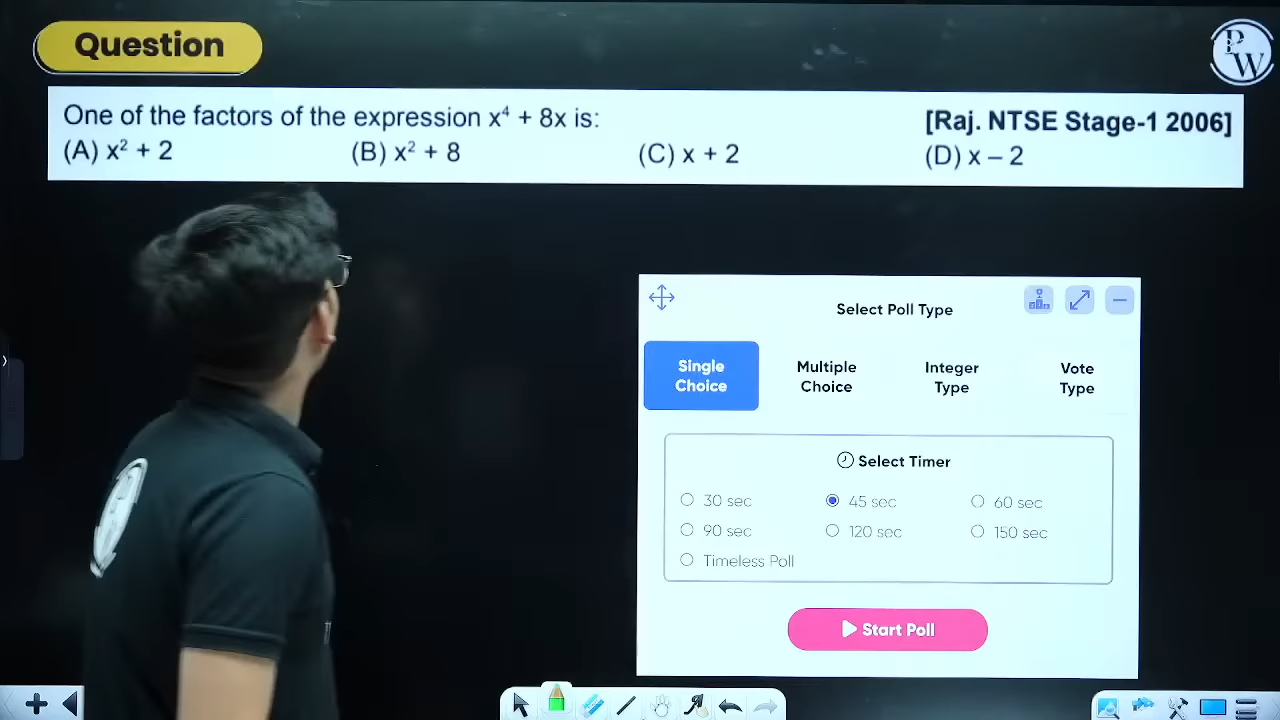 Question
PW
One of the factors of the expression x⁴ + 8x is: [Raj. NTSE Stage-1 2006]
(A) x² + 2 (B) x² + 8 (C) x + 2 (D) x – 2
Select Poll Type
Single Choice
Multiple Choice
Integer Type
Vote Type
Select Timer
30 sec 45 sec 60 sec
90 sec 120 sec 150 sec
Timeless Poll
Start Poll